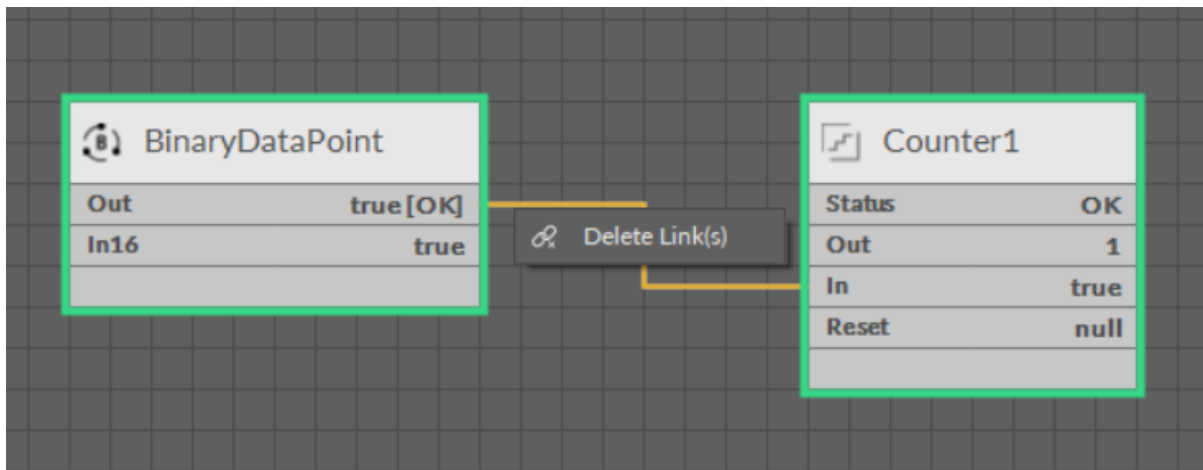 BinaryDataPoint
Out true [OK]
In16 true
Delete Link(s)
Counter1
Status OK
Out 1
In true
Reset null